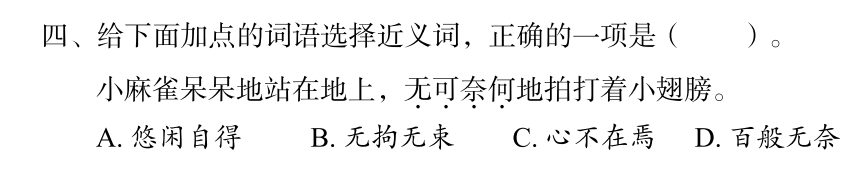 四、给下面加点的词语选择近义词，正确的一项是（　　）。
小麻雀呆呆地站在地上，无可奈何地拍打着小翅膀。
A. 悠闲自得　　B. 无拘无束　　C. 心不在焉　　D. 百般无奈